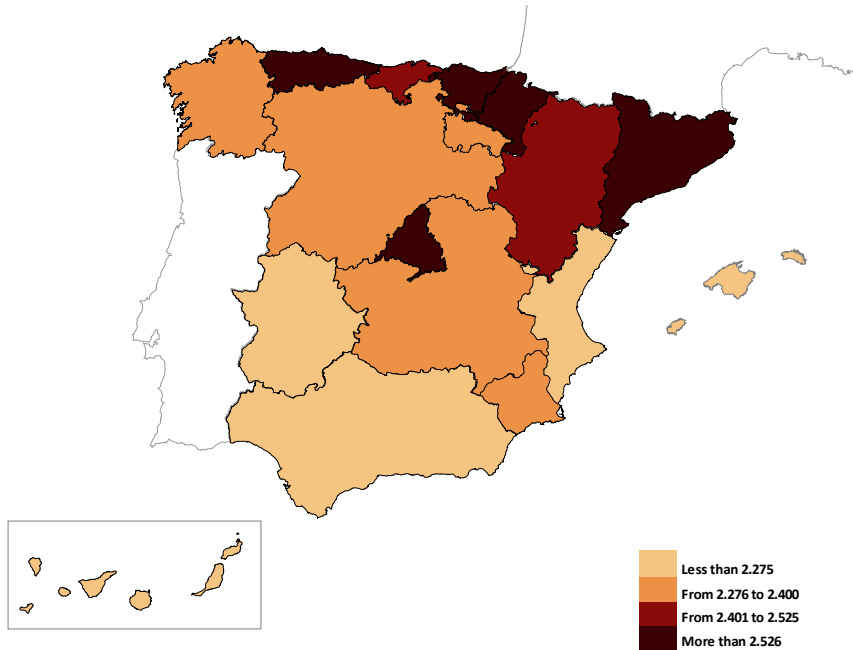 Less than 2.275
From 2.276 to 2.400
From 2.401 to 2.525
More than 2.526